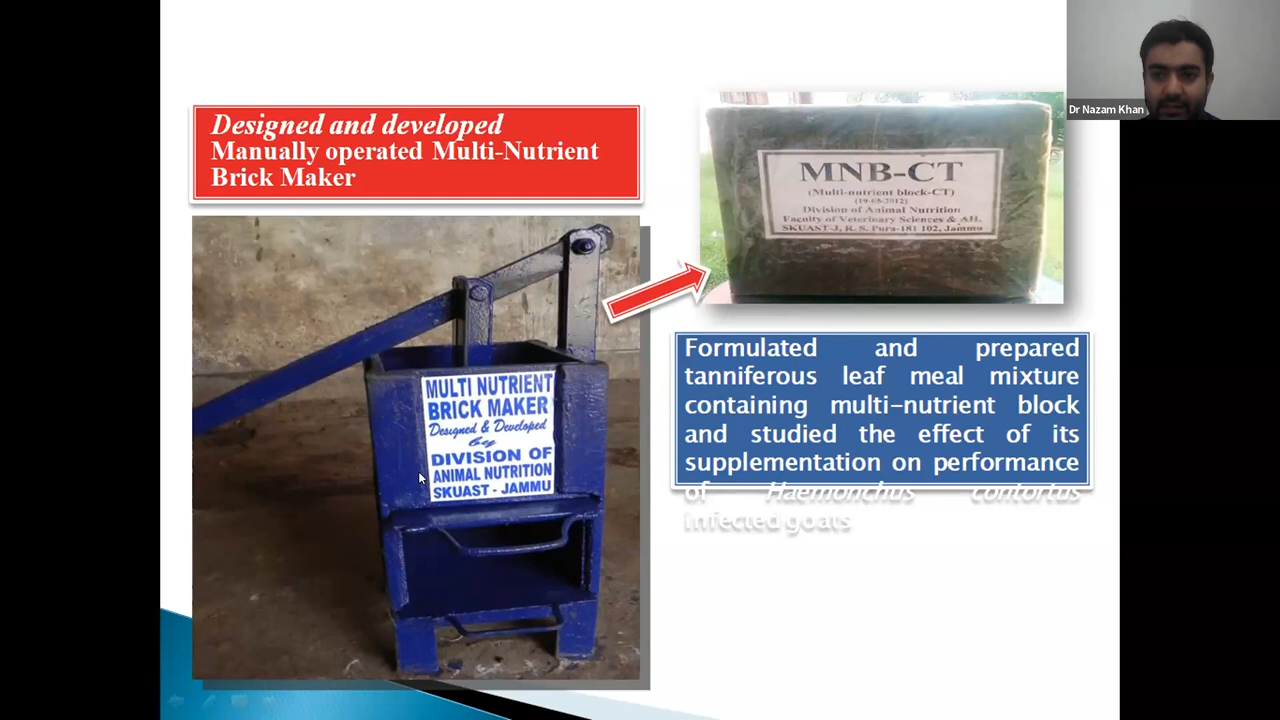 Designed and developed
Manually operated Multi-Nutrient
Brick Maker
MULTI NUTRIENT
BRICK MAKER
Designed & Developed
by
DIVISION OF
ANIMAL NUTRITION
SKUAST - JAMMU
MNB-CT
(Multi-nutrient block-CT)
(19-05-2012)
Division of Animal Nutrition
Faculty of Veterinary Sciences & AH.
SKUAST-J, R. S. Pura-181 102, Jammu
Formulated and prepared
tanniferous leaf meal mixture
containing multi-nutrient block
and studied the effect of its
supplementation on performance
of Haemonchus contortus
infected goats
Dr Nazam Khan